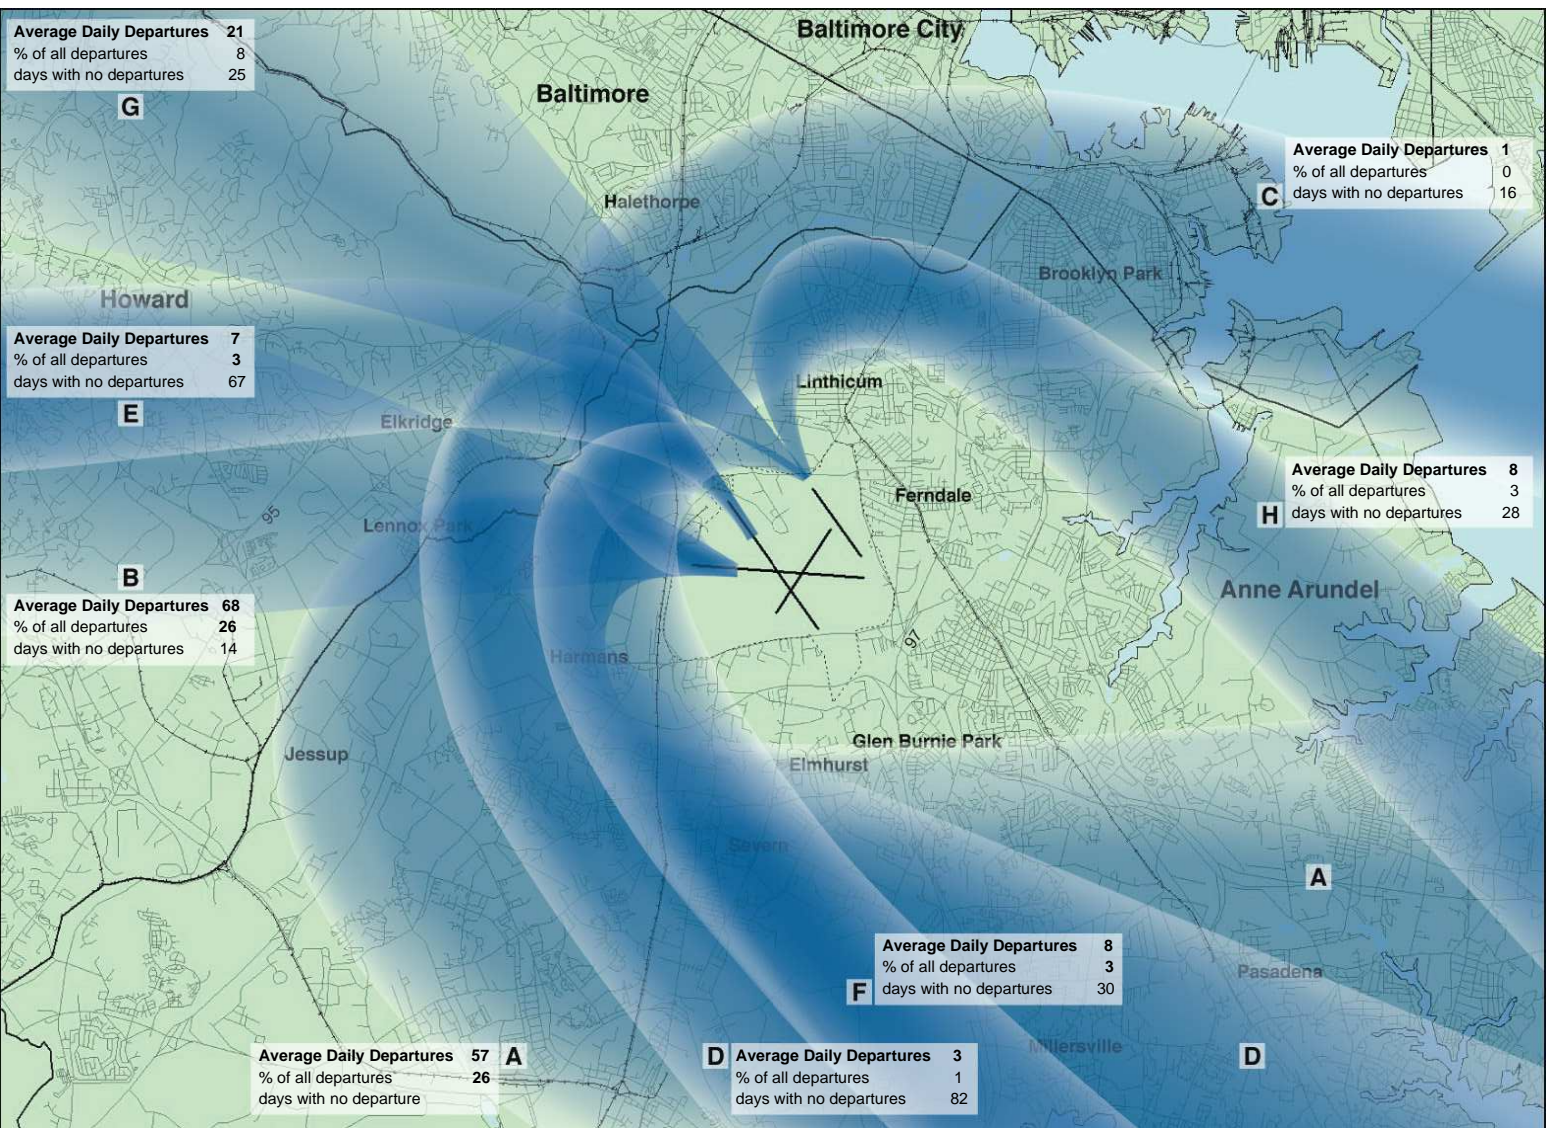 Average Daily Departures 21
% of all departures 8
days with no departures 25
G
Baltimore City
Baltimore
Average Daily Departures 1
% of all departures 0
days with no departures 16
C
Halethorpe
Brooklyn Park
Howard
Average Daily Departures 7
% of all departures 3
days with no departures 67
E
Linthicum
Elkridge
Average Daily Departures 8
% of all departures 3
days with no departures 28
H
Ferndale
95
Lennox Park
B
Average Daily Departures 68
% of all departures 26
days with no departures 14
Anne Arundel
97
Harmans
Glen Burnie Park
Elmhurst
Jessup
Severn
A
Average Daily Departures 8
% of all departures 3
days with no departures 30
F
Pasadena
Millersville
Average Daily Departures 57
% of all departures 26
days with no departure
A
D
Average Daily Departures 3
% of all departures 1
days with no departures 82
D